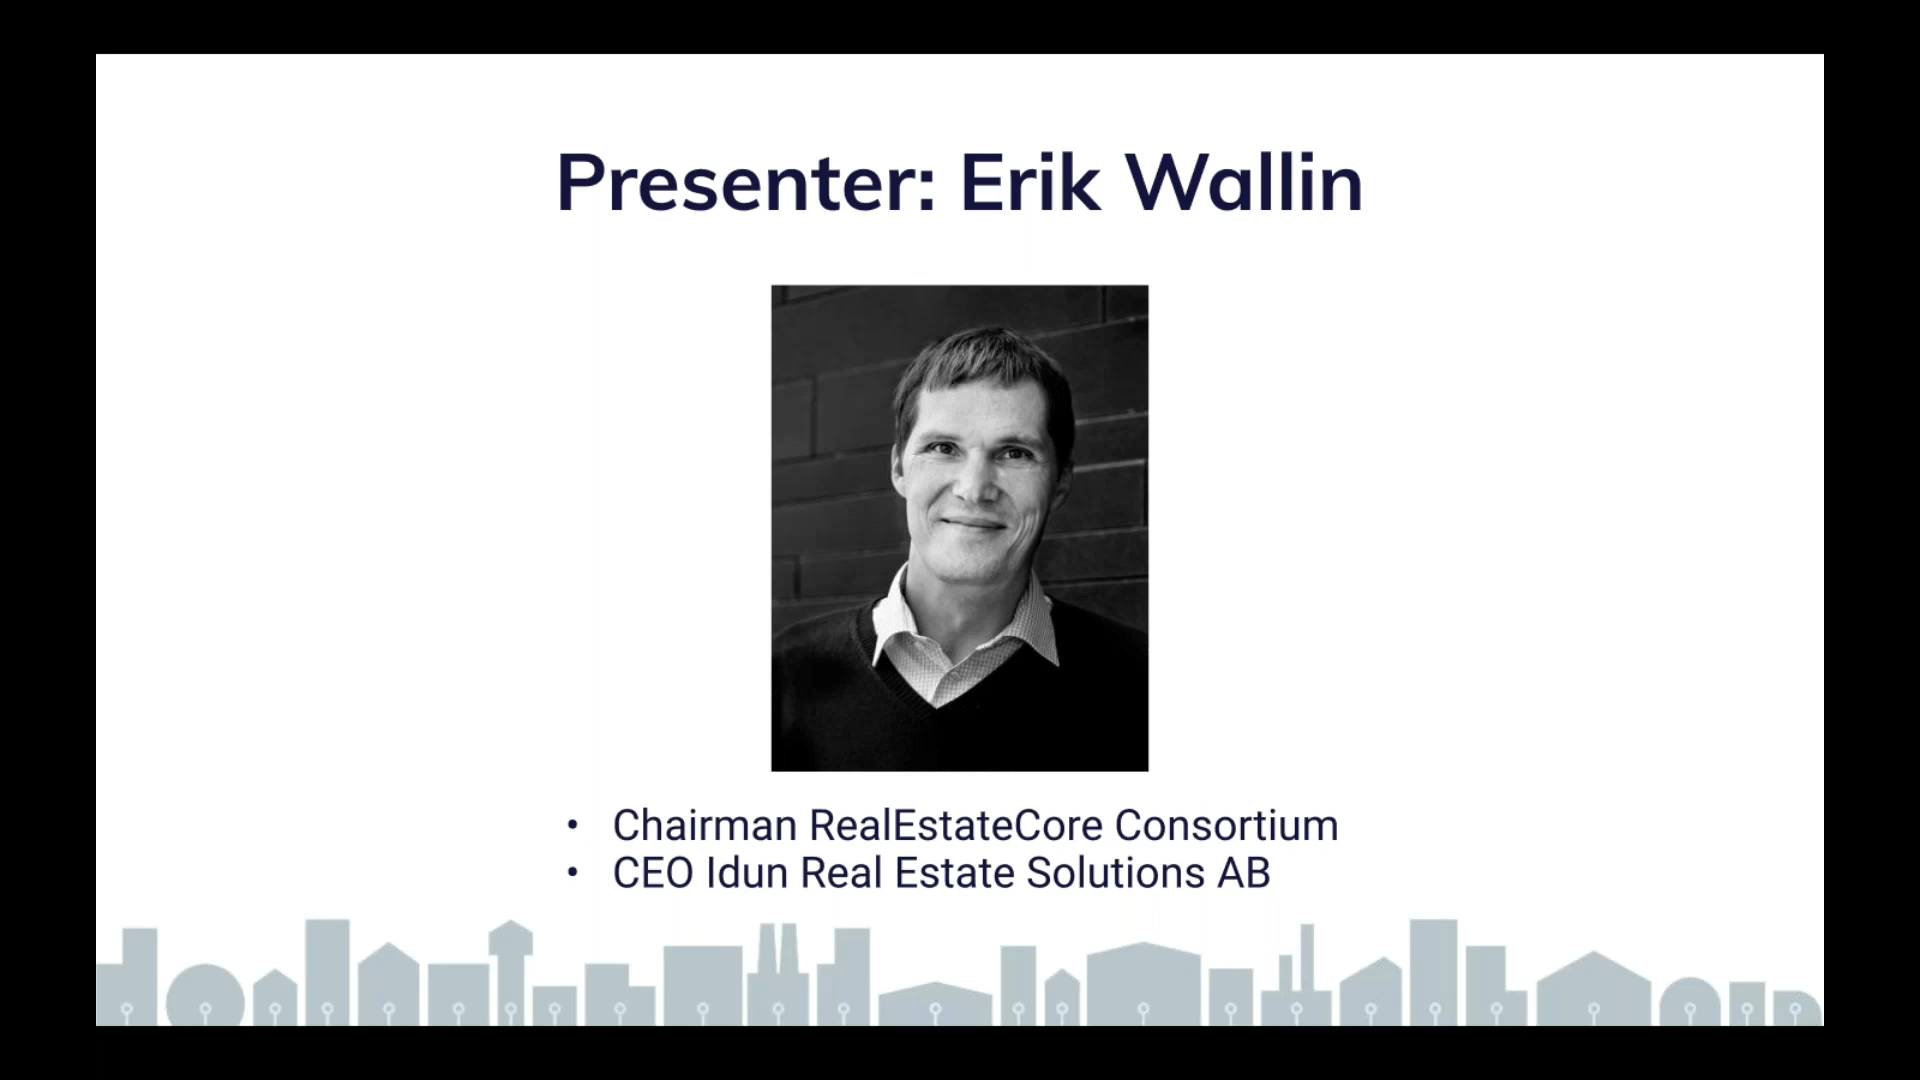 Presenter: Erik Wallin
• Chairman RealEstateCore Consortium
• CEO Idun Real Estate Solutions AB